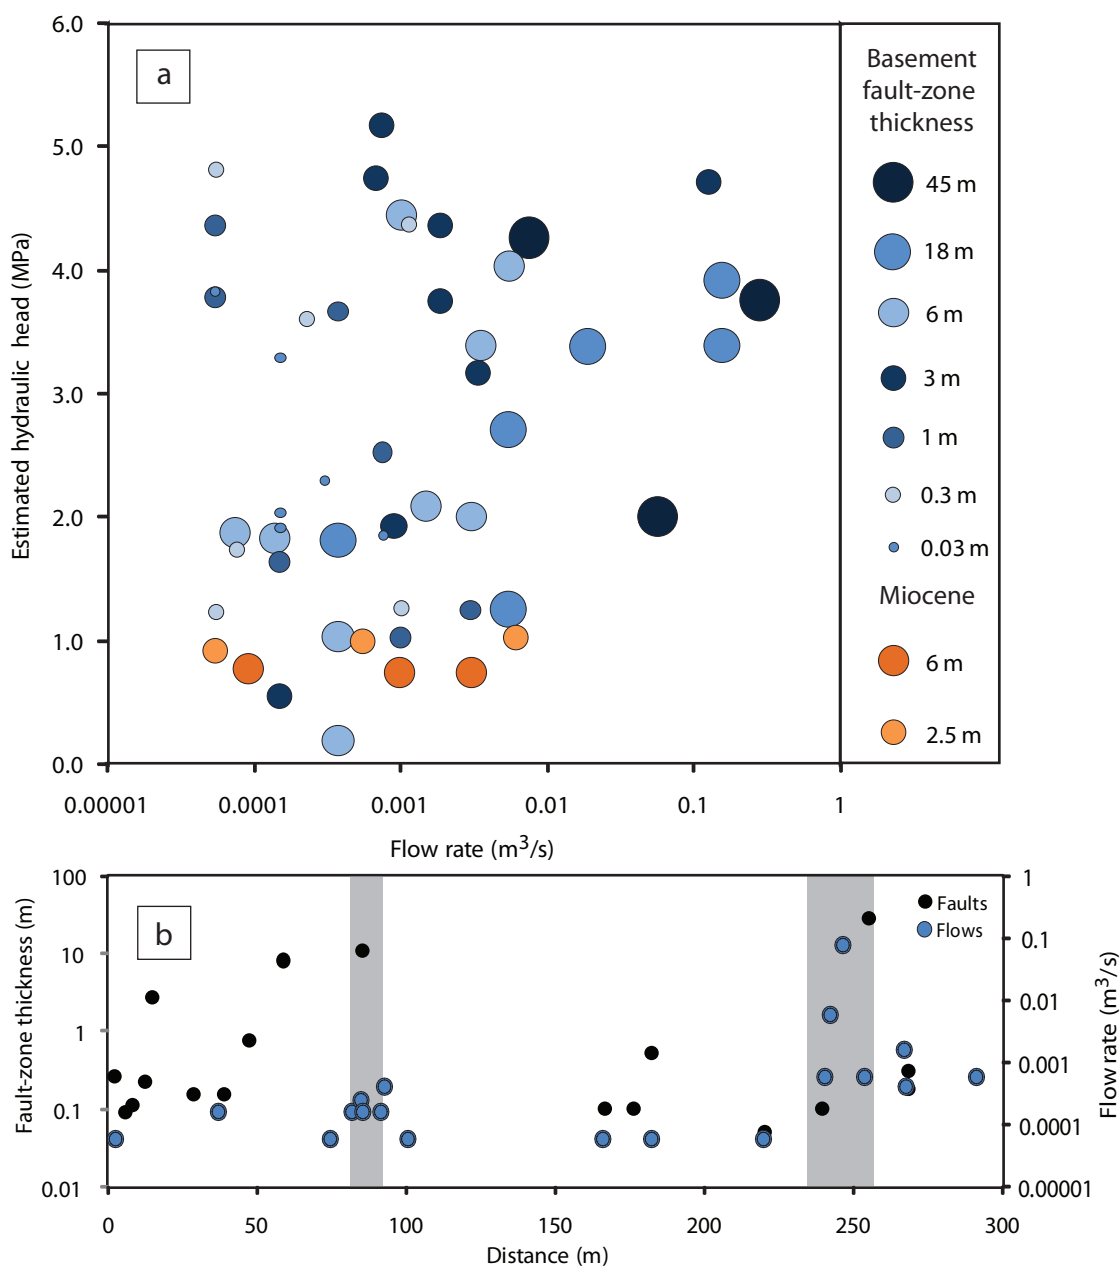 a
6.0
5.0
4.0
3.0
2.0
1.0
0.0
Estimated hydraulic head (MPa)
0.00001
0.0001
0.001
0.01
0.1
1
Flow rate (m³/s)
Basement
fault-zone
thickness
45 m
18 m
6 m
3 m
1 m
0.3 m
0.03 m
Miocene
6 m
2.5 m
b
100
10
1
0.1
0.01
Fault-zone thickness (m)
Faults
Flows
1
0.1
0.01
0.001
0.0001
0.00001
Flow rate (m³/s)
0
50
100
150
200
250
300
Distance (m)